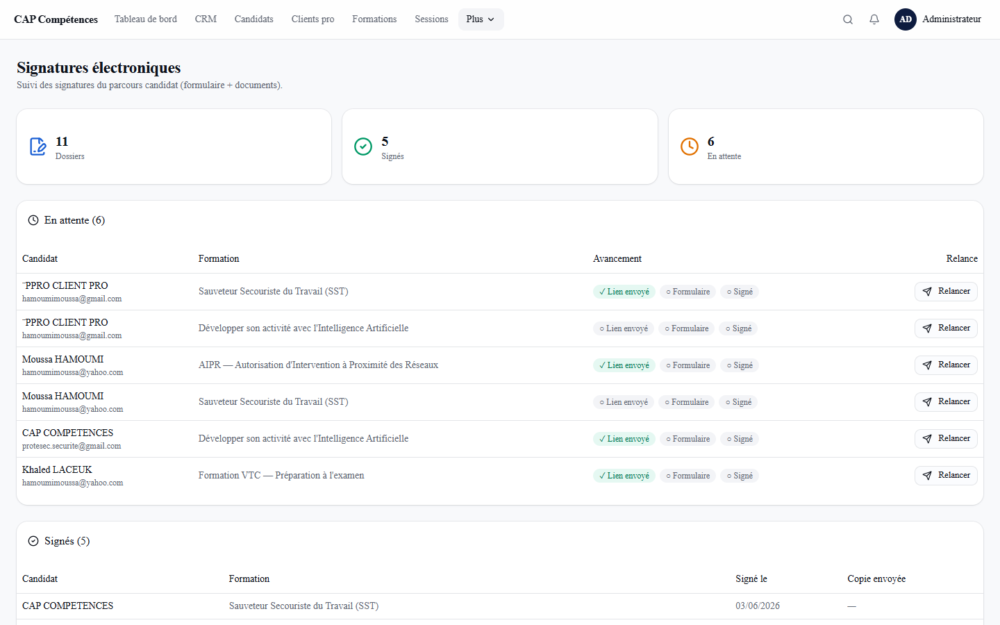 CAP Compétences Tableau de bord CRM Candidats Clients pro Formations Sessions Plus AD Administrateur
Signatures électroniques
Suivi des signatures du parcours candidat (formulaire + documents).
11
Dossiers
5
Signés
6
En attente
En attente (6)
Candidat Formation Avancement Relance
¨PPRO CLIENT PRO
hamoumimoussa@gmail.com
Sauveteur Secouriste du Travail (SST) ✓ Lien envoyé ○ Formulaire ○ Signé Relancer
¨PPRO CLIENT PRO
hamoumimoussa@gmail.com
Développer son activité avec l'Intelligence Artificielle ○ Lien envoyé ○ Formulaire ○ Signé Relancer
Moussa HAMOUMI
hamoumimoussa@yahoo.com
AIPR — Autorisation d'Intervention à Proximité des Réseaux ✓ Lien envoyé ○ Formulaire ○ Signé Relancer
Moussa HAMOUMI
hamoumimoussa@yahoo.com
Sauveteur Secouriste du Travail (SST) ○ Lien envoyé ○ Formulaire ○ Signé Relancer
CAP COMPETENCES
protesec.securite@gmail.com
Développer son activité avec l'Intelligence Artificielle ✓ Lien envoyé ○ Formulaire ○ Signé Relancer
Khaled LACEUK
hamoumimoussa@yahoo.com
Formation VTC — Préparation à l'examen ✓ Lien envoyé ○ Formulaire ○ Signé Relancer
Signés (5)
Candidat Formation Signé le Copie envoyée
CAP COMPETENCES Sauveteur Secouriste du Travail (SST) 03/06/2026 —